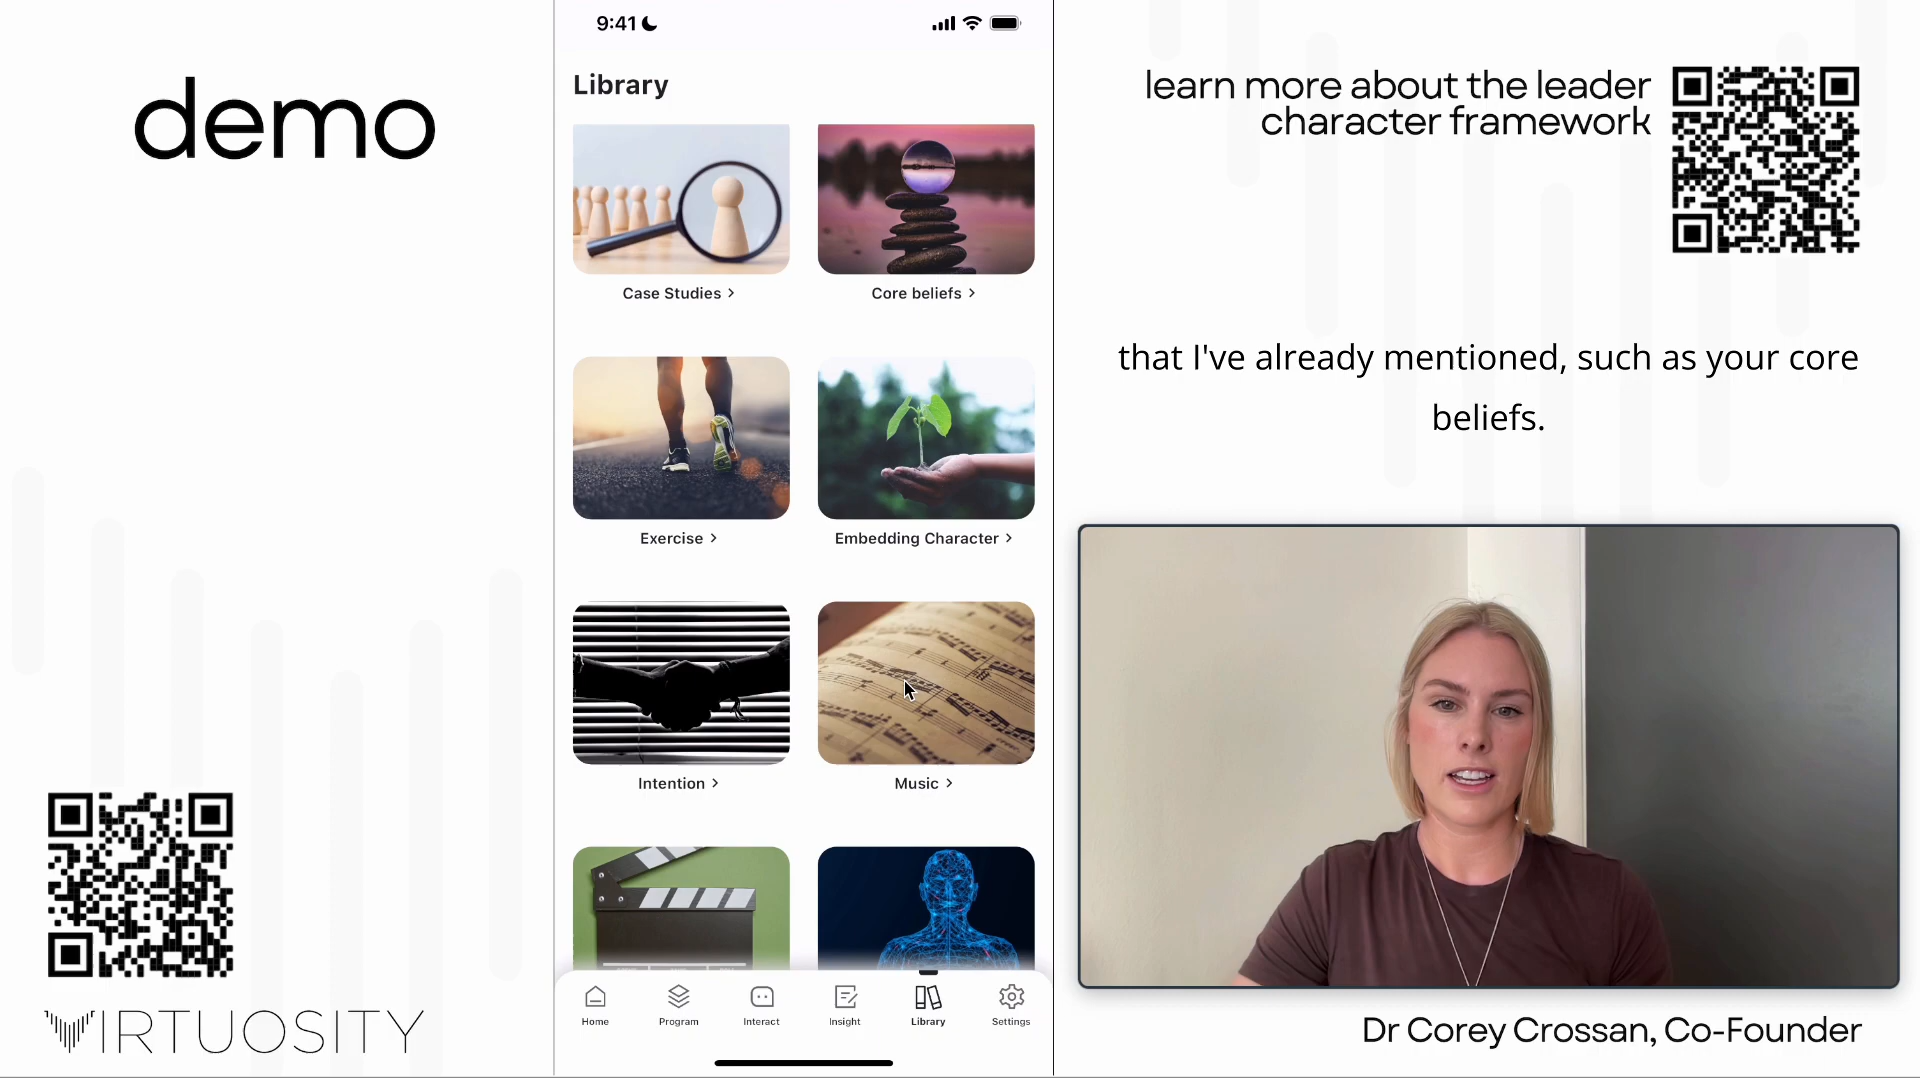 demo
9:41
Library
Case Studies >
Core beliefs >
Exercise >
Embedding Character >
Intention >
Music >
Home
Program
Interact
Insight
Library
Settings
VIRTUOSITY
learn more about the leader
character framework
that I've already mentioned, such as your core
beliefs.
Dr Corey Crossan, Co-Founder